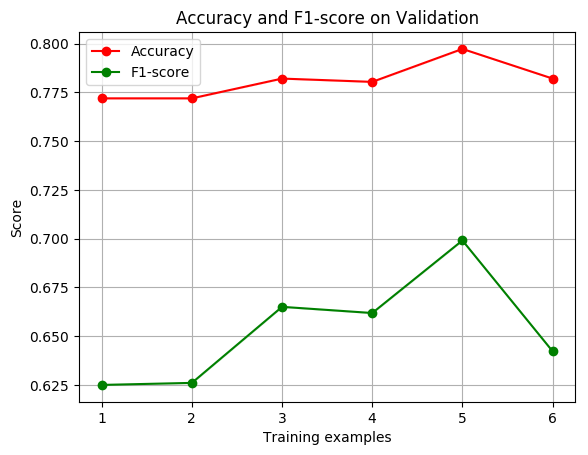 Accuracy and F1-score on Validation
Accuracy
F1-score
0.800
0.775
0.750
0.725
0.700
0.675
0.650
0.625
Score
1 2 3 4 5 6
Training examples